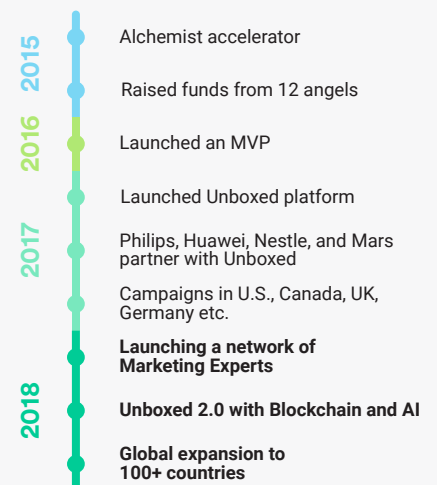 2015
Alchemist accelerator
Raised funds from 12 angels
2016
Launched an MVP
2017
Launched Unboxed platform
Philips, Huawei, Nestle, and Mars
partner with Unboxed
Campaigns in U.S., Canada, UK,
Germany etc.
2018
Launching a network of
Marketing Experts
Unboxed 2.0 with Blockchain and AI
Global expansion to
100+ countries